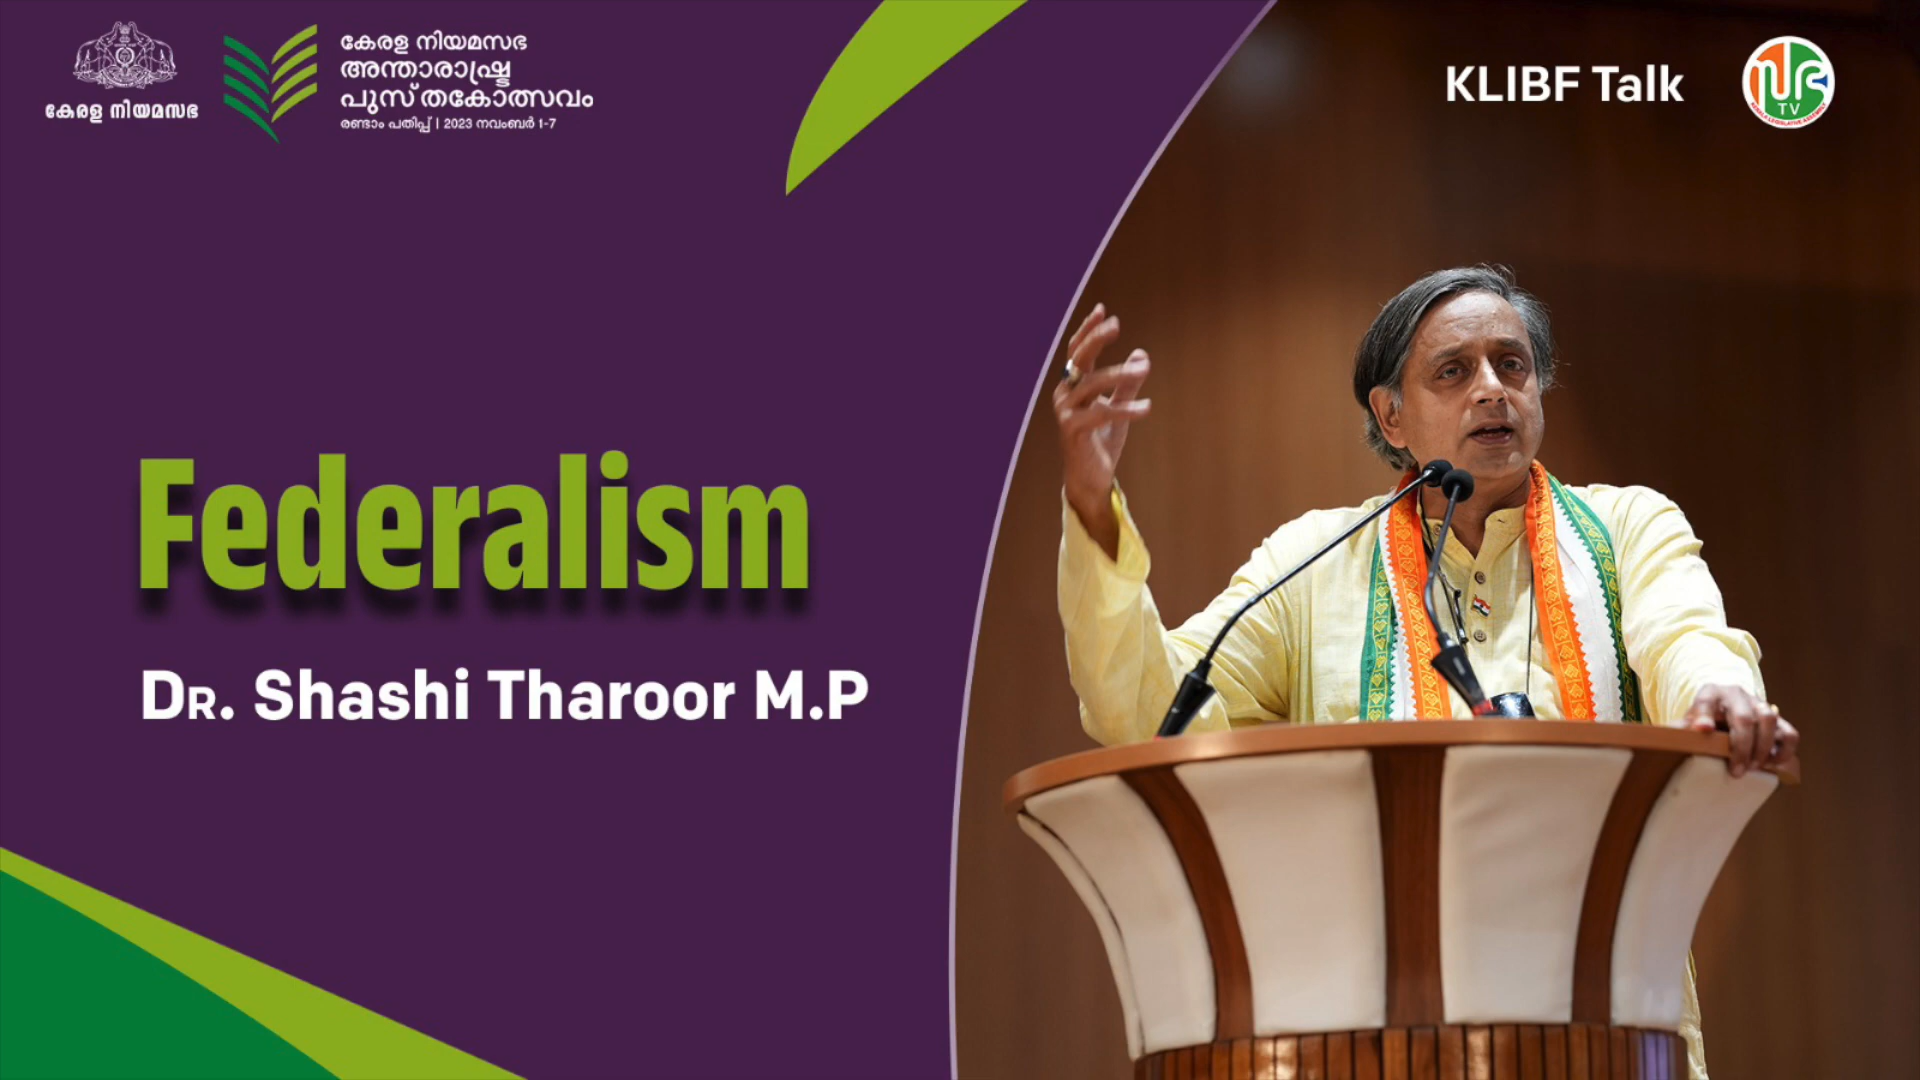 കേരള നിയമസഭ
കേരള നിയമസഭ
അന്താരാഷ്ട്ര
പുസ്തകോത്സവം
രണ്ടാം പതിപ്പ് | 2023 നവംബർ 1-7
KLIBF Talk
TV
Federalism
DR. Shashi Tharoor M.P